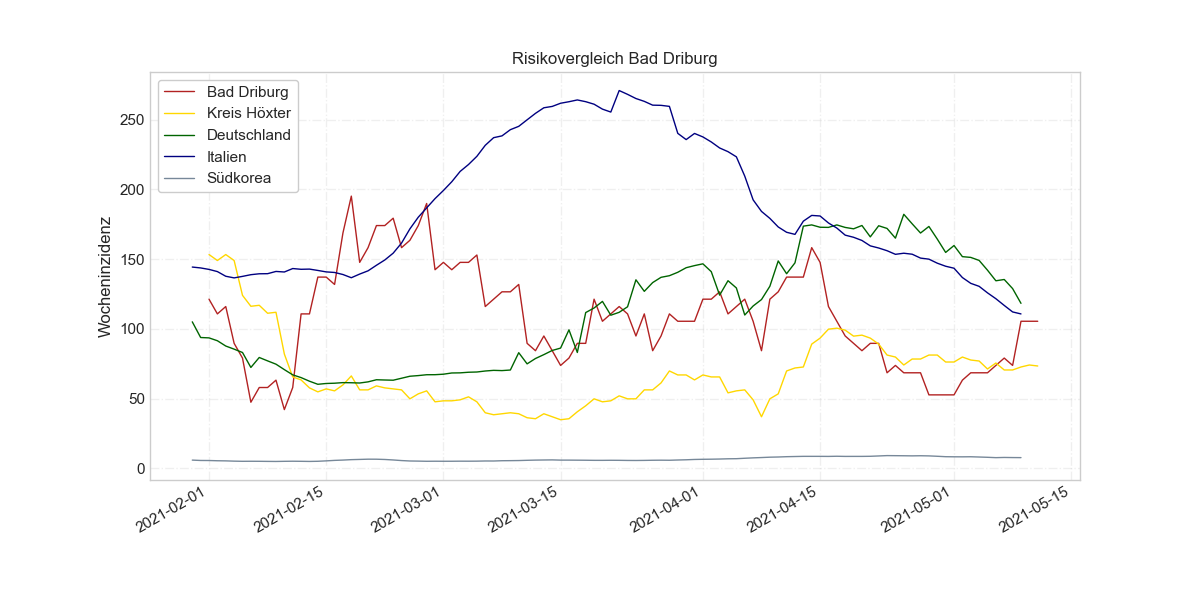 Risikovergleich Bad Driburg
Bad Driburg
Kreis Höxter
Deutschland
Italien
Südkorea
Wocheninzidenz
250
200
150
100
50
0
2021-02-01
2021-02-15
2021-03-01
2021-03-15
2021-04-01
2021-04-15
2021-05-01
2021-05-15